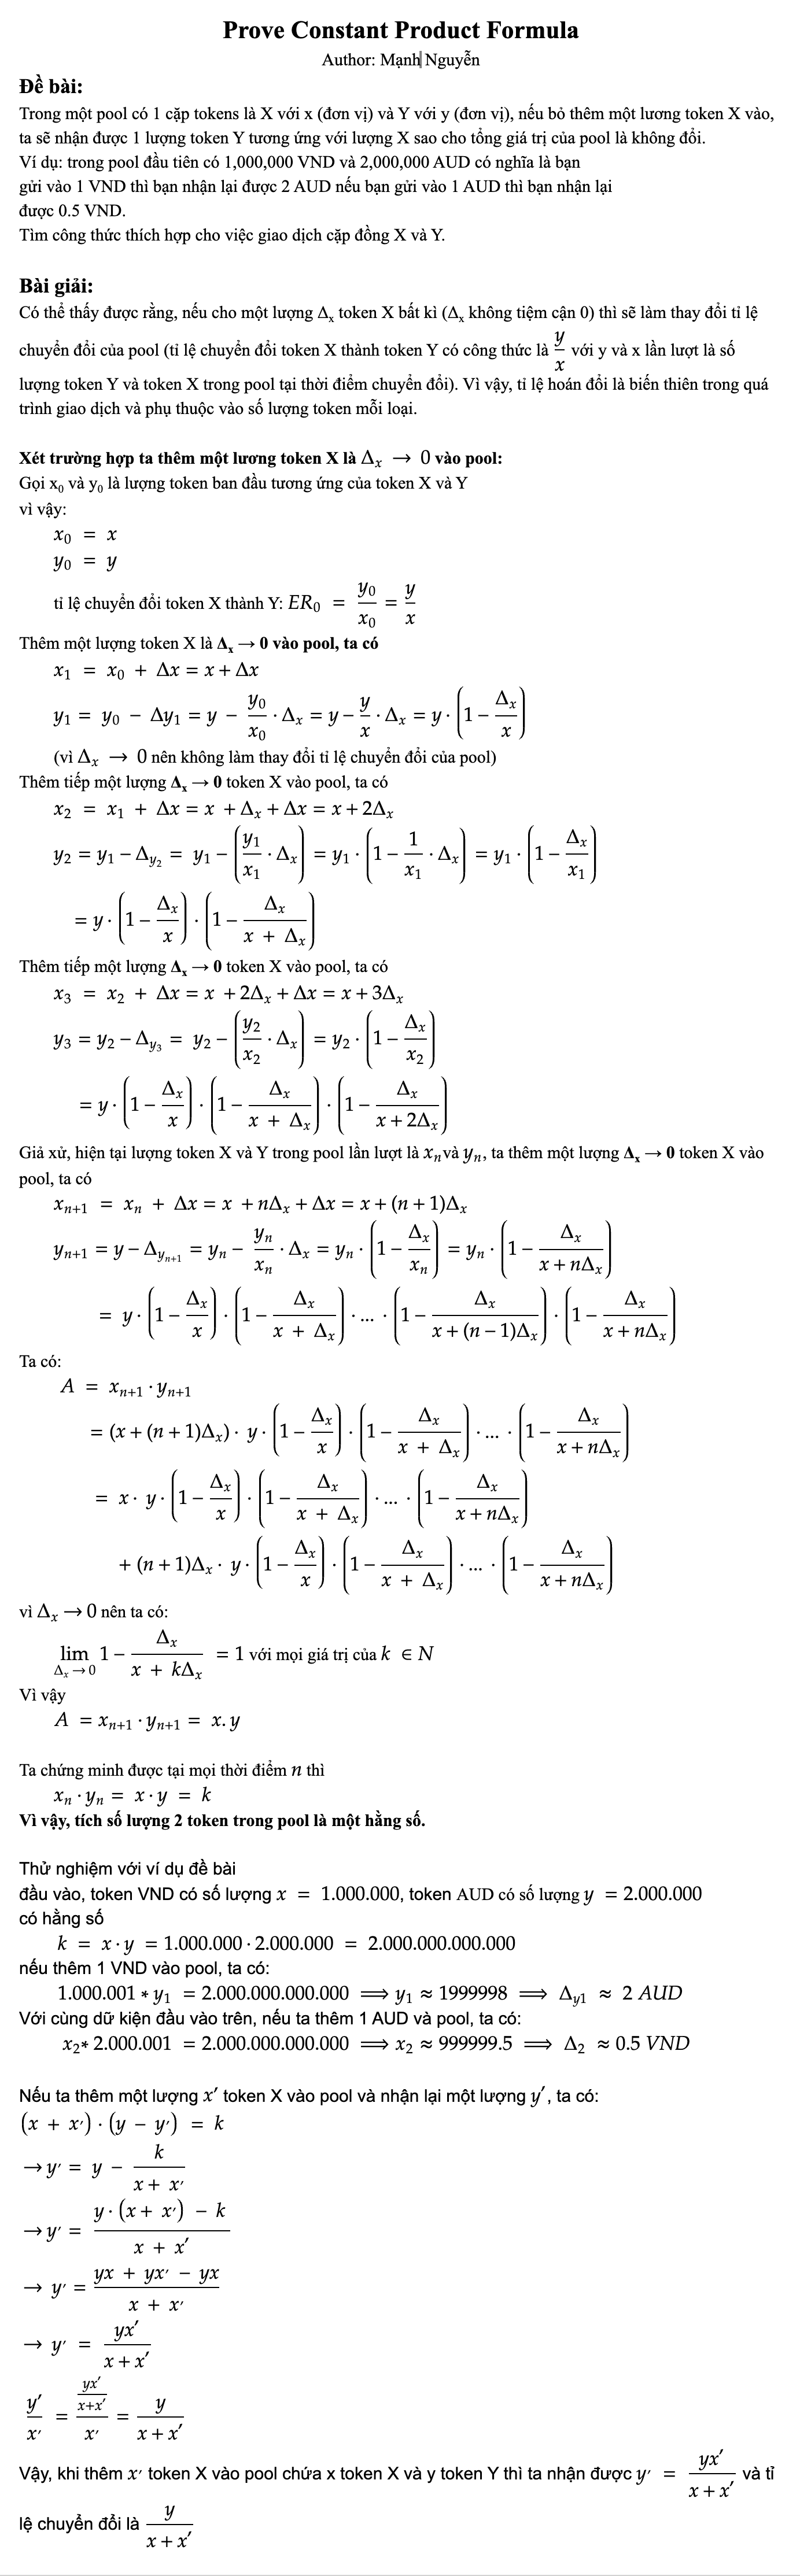 Prove Constant Product Formula
Author: Mạnh Nguyễn
Đề bài:
Trong một pool có 1 cặp tokens là X với x (đơn vị) và Y với y (đơn vị), nếu bỏ thêm một lương token X vào,
ta sẽ nhận được 1 lượng token Y tương ứng với lượng X sao cho tổng giá trị của pool là không đổi.
Ví dụ: trong pool đầu tiên có 1,000,000 VND và 2,000,000 AUD có nghĩa là bạn
gửi vào 1 VND thì bạn nhận lại được 2 AUD nếu bạn gửi vào 1 AUD thì bạn nhận lại
được 0.5 VND.
Tìm công thức thích hợp cho việc giao dịch cặp đồng X và Y.
Bài giải:
Có thể thấy được rằng, nếu cho một lượng Δₓ token X bất kì (Δₓ không tiệm cận 0) thì sẽ làm thay đổi tỉ lệ
chuyển đổi của pool (tỉ lệ chuyển đổi token X thành token Y có công thức là y/x với y và x lần lượt là số
lượng token Y và token X trong pool tại thời điểm chuyển đổi). Vì vậy, tỉ lệ hoán đổi là biến thiên trong quá
trình giao dịch và phụ thuộc vào số lượng token mỗi loại.
Xét trường hợp ta thêm một lương token X là Δₓ → 0 vào pool:
Gọi x₀ và y₀ là lượng token ban đầu tương ứng của token X và Y
vì vậy:
x₀ = x
y₀ = y
tỉ lệ chuyển đổi token X thành Y: ER₀ = y₀/x₀ = y/x
Thêm một lượng token X là Δₓ → 0 vào pool, ta có
x₁ = x₀ + Δx = x + Δx
y₁ = y₀ − Δy₁ = y − y₀/x₀ · Δₓ = y − y/x · Δₓ = y · (1 − Δₓ/x)
(vì Δₓ → 0 nên không làm thay đổi tỉ lệ chuyển đổi của pool)
Thêm tiếp một lượng Δₓ → 0 token X vào pool, ta có
x₂ = x₁ + Δx = x + Δₓ + Δx = x + 2Δₓ
y₂ = y₁ − Δ_y₂ = y₁ − (y₁/x₁ · Δₓ) = y₁ · (1 − 1/x₁ · Δₓ) = y₁ · (1 − Δₓ/x₁)
= y · (1 − Δₓ/x) · (1 − Δₓ/(x + Δₓ))
Thêm tiếp một lượng Δₓ → 0 token X vào pool, ta có
x₃ = x₂ + Δx = x + 2Δₓ + Δx = x + 3Δₓ
y₃ = y₂ − Δ_y₃ = y₂ − (y₂/x₂ · Δₓ) = y₂ · (1 − Δₓ/x₂)
= y · (1 − Δₓ/x) · (1 − Δₓ/(x + Δₓ)) · (1 − Δₓ/(x + 2Δₓ))
Giả xử, hiện tại lượng token X và Y trong pool lần lượt là xₙ và yₙ, ta thêm một lượng Δₓ → 0 token X vào
pool, ta có
xₙ₊₁ = xₙ + Δx = x + nΔₓ + Δx = x + (n + 1)Δₓ
yₙ₊₁ = y − Δ_yₙ₊₁ = yₙ − yₙ/xₙ · Δₓ = yₙ · (1 − Δₓ/xₙ) = yₙ · (1 − Δₓ/(x + nΔₓ))
= y · (1 − Δₓ/x) · (1 − Δₓ/(x + Δₓ)) · ... · (1 − Δₓ/(x + (n − 1)Δₓ)) · (1 − Δₓ/(x + nΔₓ))
Ta có:
A = xₙ₊₁ · yₙ₊₁
= (x + (n + 1)Δₓ) · y · (1 − Δₓ/x) · (1 − Δₓ/(x + Δₓ)) · ... · (1 − Δₓ/(x + nΔₓ))
= x · y · (1 − Δₓ/x) · (1 − Δₓ/(x + Δₓ)) · ... · (1 − Δₓ/(x + nΔₓ))
+ (n + 1)Δₓ · y · (1 − Δₓ/x) · (1 − Δₓ/(x + Δₓ)) · ... · (1 − Δₓ/(x + nΔₓ))
vì Δₓ → 0 nên ta có:
lim Δₓ→0 1 − Δₓ/(x + kΔₓ) = 1 với mọi giá trị của k ∈ N
Vì vậy
A = xₙ₊₁ · yₙ₊₁ = x. y
Ta chứng minh được tại mọi thời điểm n thì
xₙ · yₙ = x · y = k
Vì vậy, tích số lượng 2 token trong pool là một hằng số.
Thử nghiệm với ví dụ đề bài
đầu vào, token VND có số lượng x = 1.000.000, token AUD có số lượng y = 2.000.000
có hằng số
k = x · y = 1.000.000 · 2.000.000 = 2.000.000.000.000
nếu thêm 1 VND vào pool, ta có:
1.000.001 * y₁ = 2.000.000.000.000 ⟹ y₁ ≈ 1999998 ⟹ Δ_y1 ≈ 2 AUD
Với cùng dữ kiện đầu vào trên, nếu ta thêm 1 AUD và pool, ta có:
x₂* 2.000.001 = 2.000.000.000.000 ⟹ x₂ ≈ 999999.5 ⟹ Δ₂ ≈ 0.5 VND
Nếu ta thêm một lượng x′ token X vào pool và nhận lại một lượng y′, ta có:
(x + x′) · (y − y′) = k
→ y′ = y − k/(x + x′)
→ y′ = (y · (x + x′) − k)/(x + x′)
→ y′ = (yx + yx′ − yx)/(x + x′)
→ y′ = yx′/(x + x′)
y′/x′ = (yx′/(x+x′))/x′ = y/(x + x′)
Vậy, khi thêm x′ token X vào pool chứa x token X và y token Y thì ta nhận được y′ = yx′/(x + x′) và tỉ
lệ chuyển đổi là y/(x + x′)